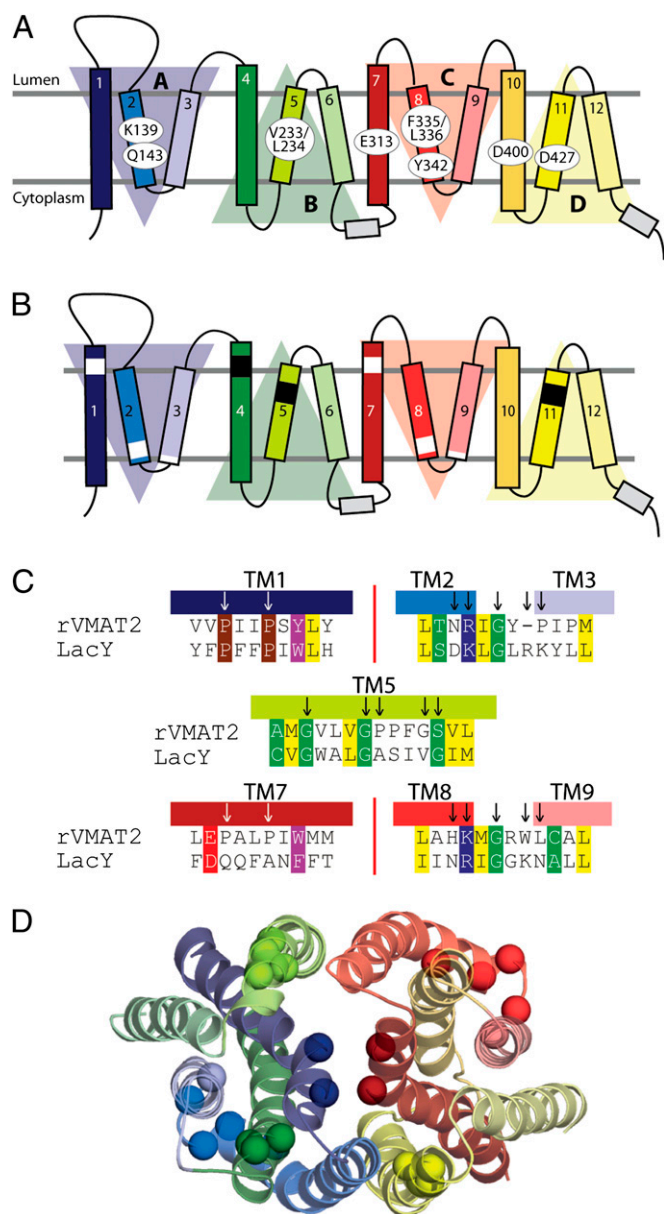 A
Lumen
Cytoplasm
1 2 A 3 4 5 6 7 8 C 9 10 11 12
K139
Q143
V233/
L234
B
E313
F335/
L336
Y342
D400
D427
D
B
1 2 3 4 5 6 7 8 9 10 11 12
C
TM1 TM2 TM3
rVMAT2 VVPIIPSYLY LTNRIGY-PIPM
LacY YFPFFPIWLH LSDKLGLRKYLL
TM5
rVMAT2 AMGVLVGPPFGSVL
LacY CVGWALGASIVGIM
TM7 TM8 TM9
rVMAT2 LEPALPIWMM LAHKMGRWLCAL
LacY FDQQFANFFT IINRIGGKNALL
D